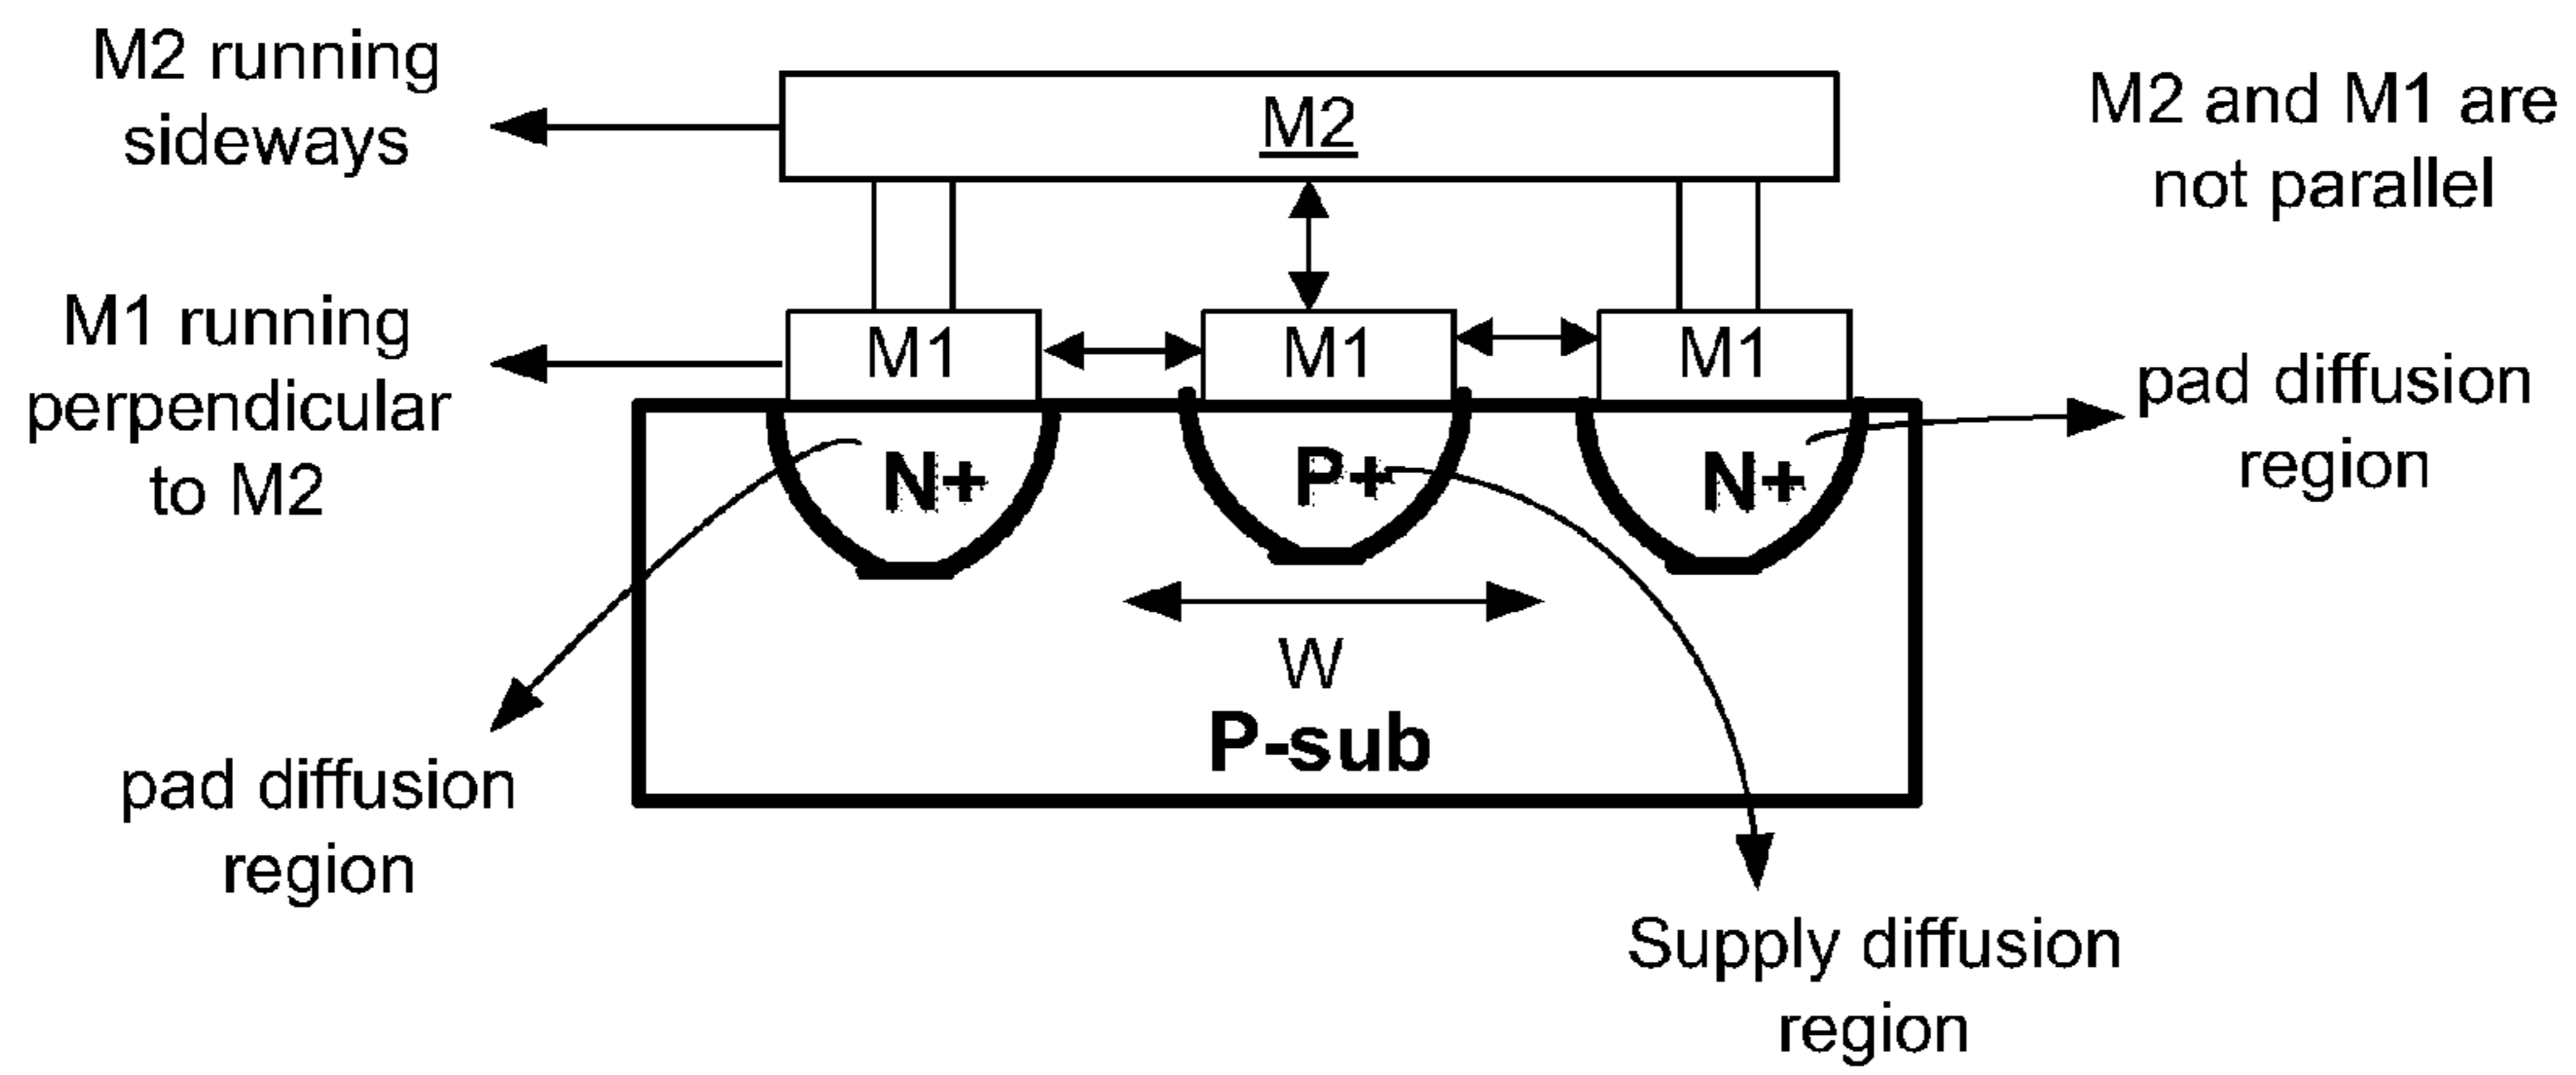 M2 running
sideways
M2
M2 and M1 are
not parallel
M1 running
perpendicular
to M2
M1
M1
M1
pad diffusion
region
N+
P+
N+
W
P-sub
pad diffusion
region
Supply diffusion
region